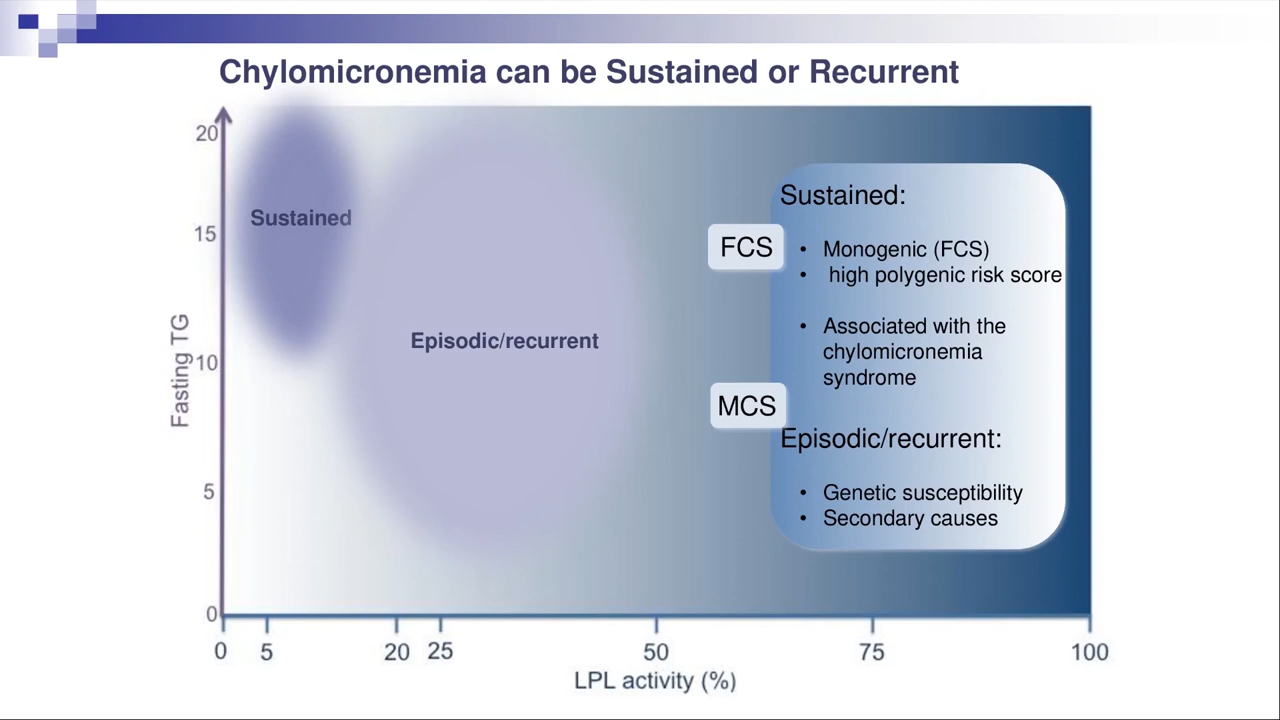 Chylomicronemia can be Sustained or Recurrent
20
15
10
5
0
Fasting TG
Sustained
Episodic/recurrent
FCS
MCS
Sustained:
• Monogenic (FCS)
• high polygenic risk score
• Associated with the
chylomicronemia
syndrome
Episodic/recurrent:
• Genetic susceptibility
• Secondary causes
0 5 20 25 50 75 100
LPL activity (%)